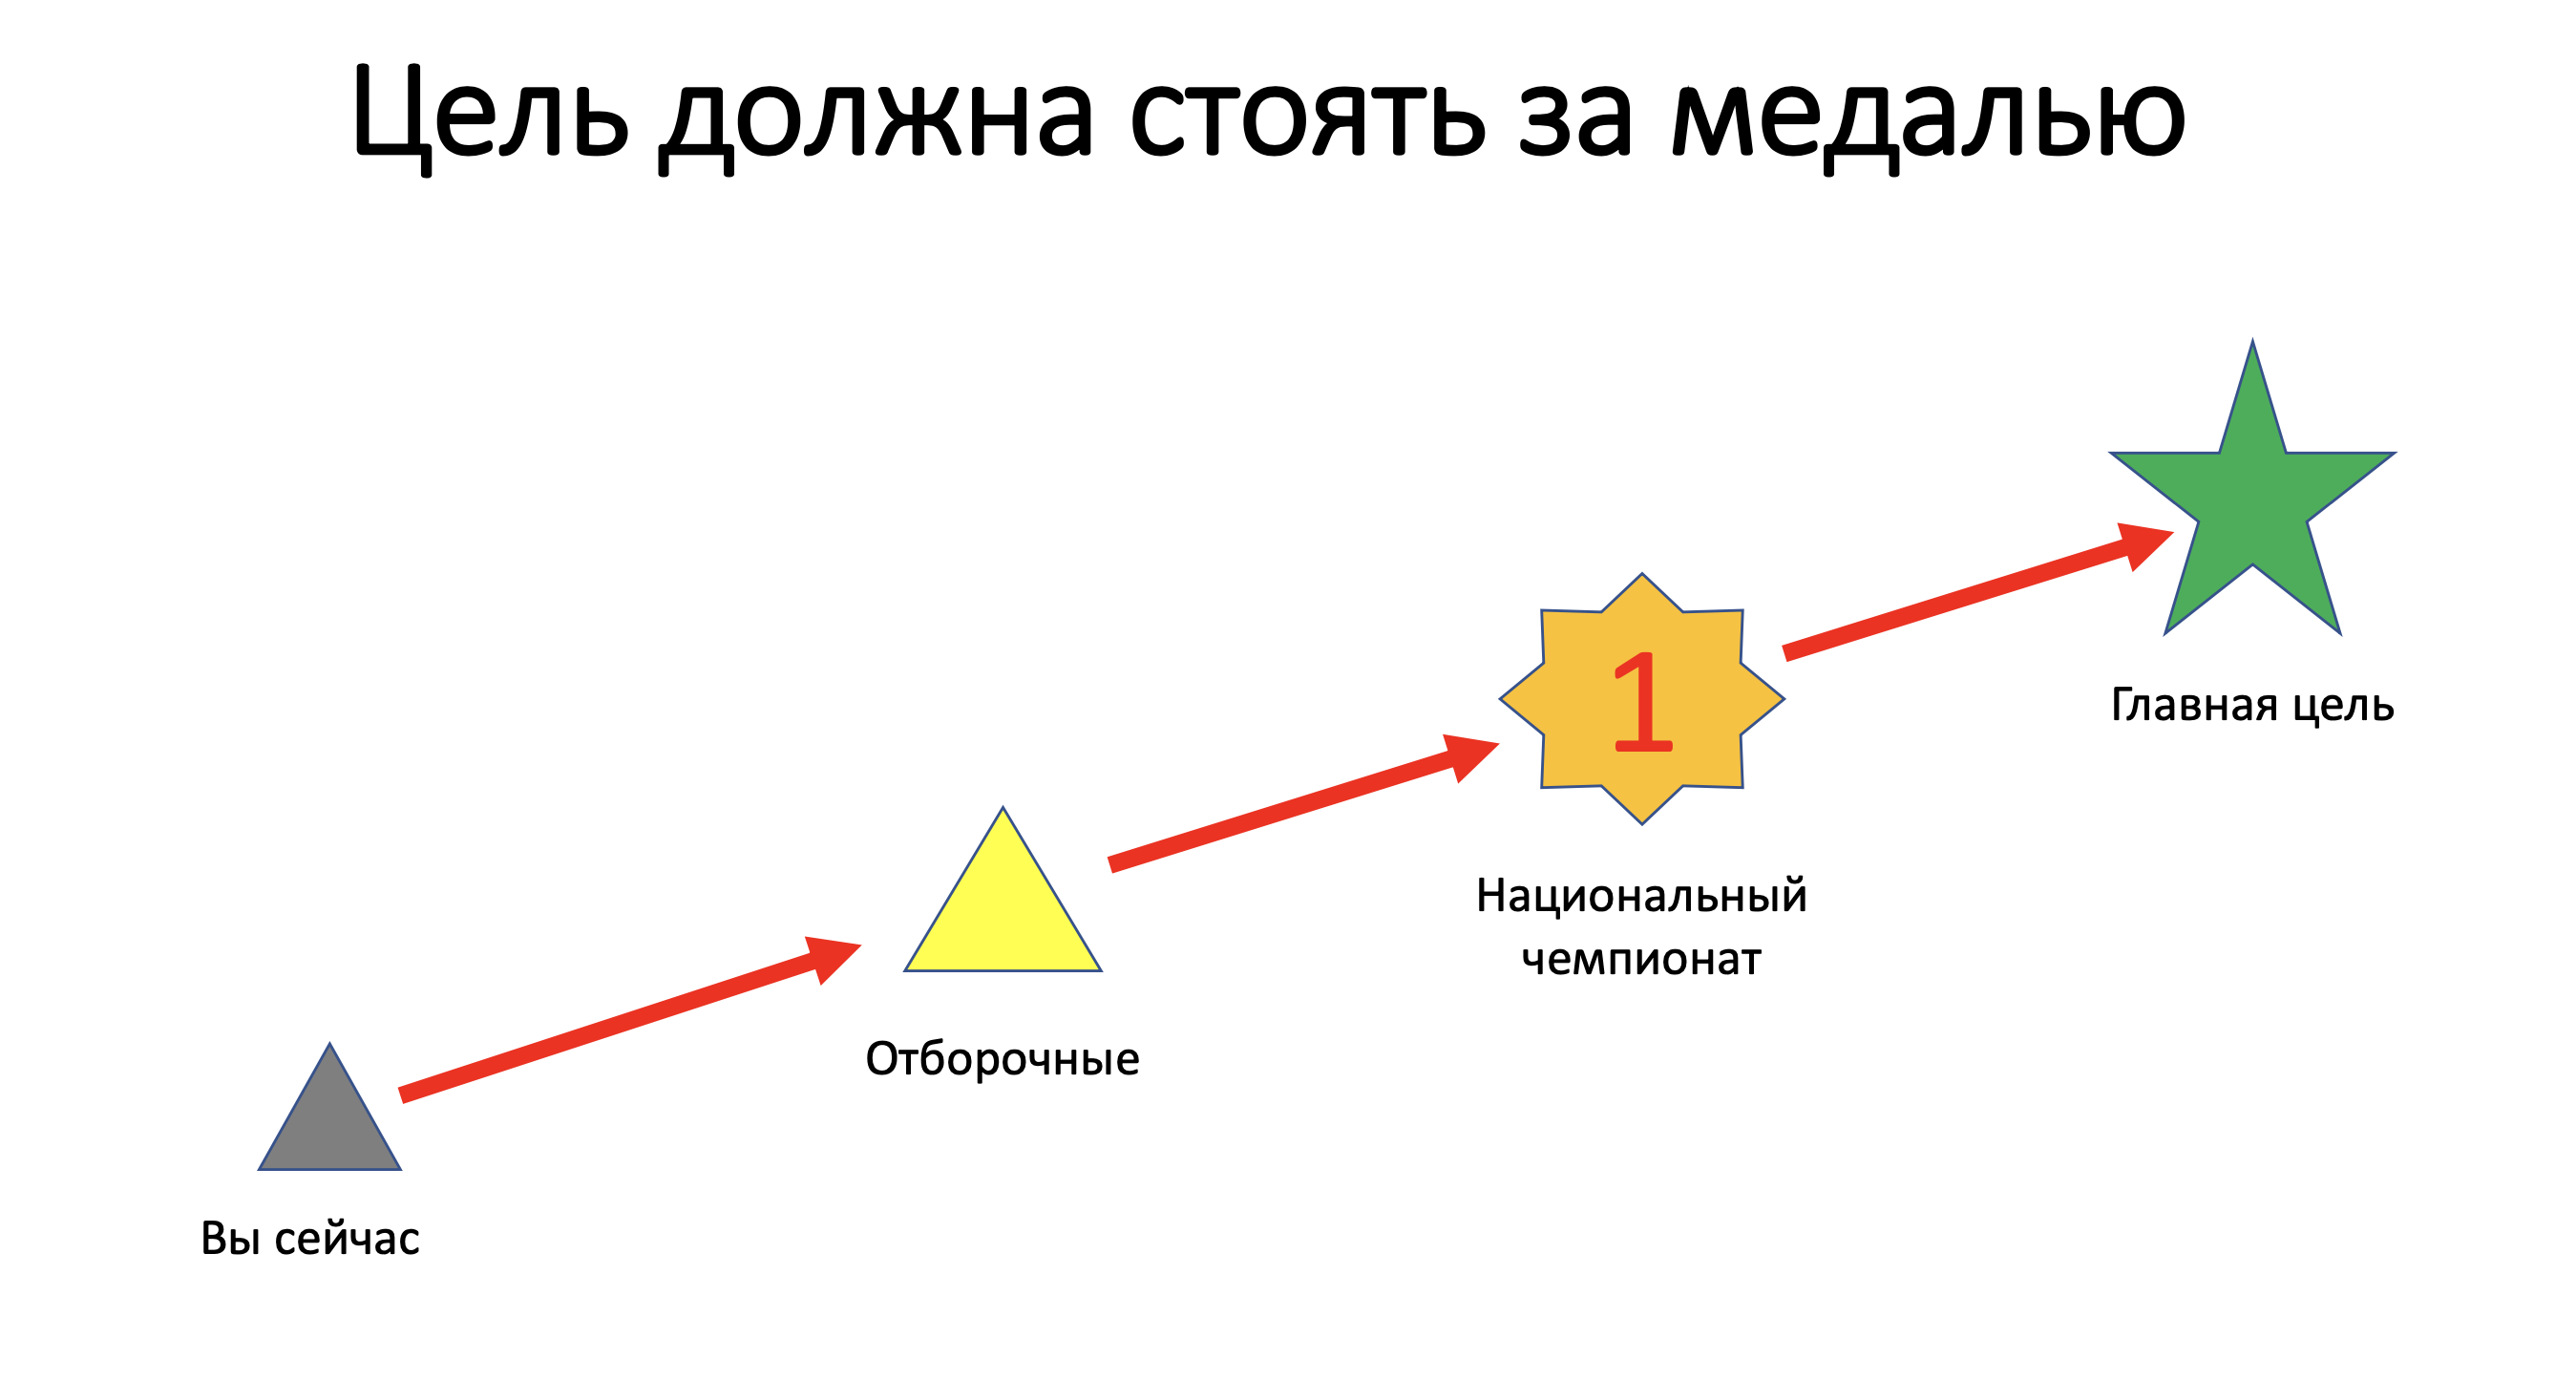 Цель должна стоять за медалью
Главная цель
1
Национальный
чемпионат
Отборочные
Вы сейчас